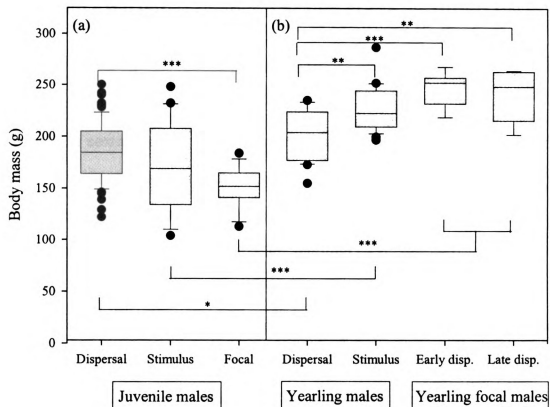 (a)
(b)
300
250
200
150
100
50
0
Body mass (g)
***
**
***
**
***
***
*
Dispersal Stimulus Focal Dispersal Stimulus Early disp. Late disp.
Juvenile males Yearling males Yearling focal males